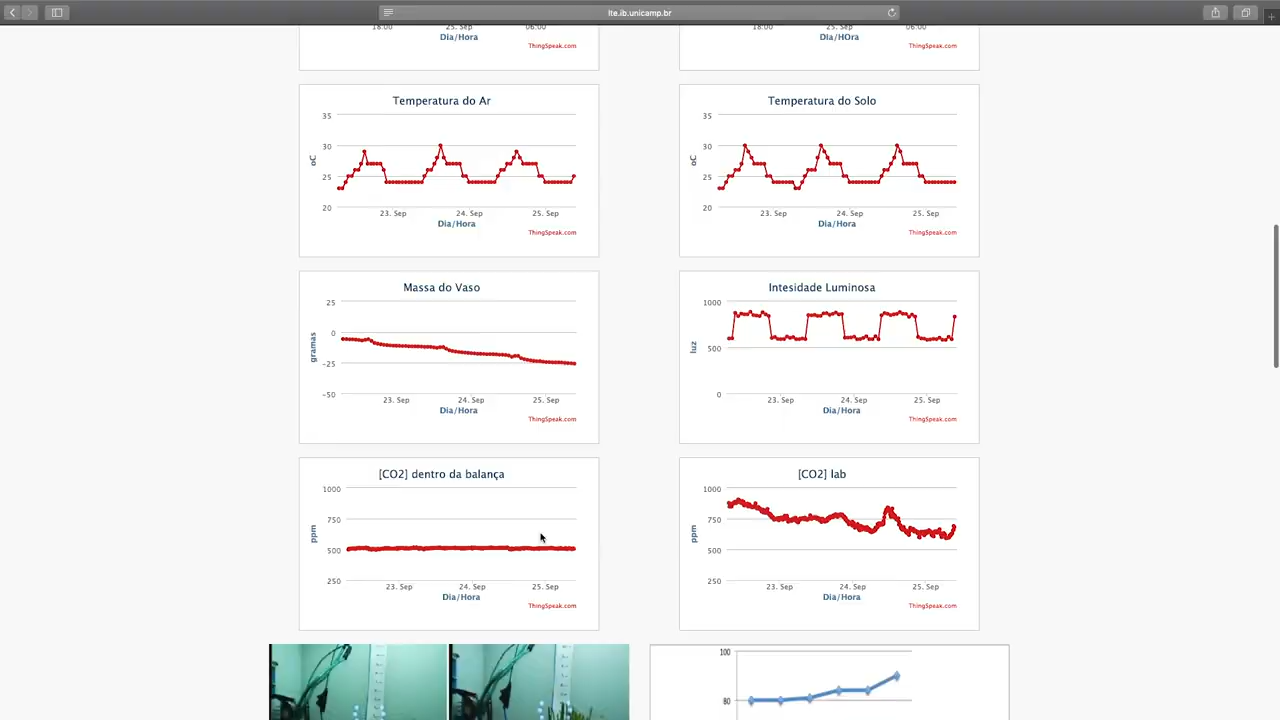 lte.ib.unicamp.br
18:00 25. Sep 06:00
Dia/Hora
ThingSpeak.com
18:00 25. Sep 06:00
Dia/HOra
ThingSpeak.com
Temperatura do Ar
35
30
25
20
oC
23. Sep 24. Sep 25. Sep
Dia/Hora
ThingSpeak.com
Temperatura do Solo
35
30
25
20
oC
23. Sep 24. Sep 25. Sep
Dia/Hora
ThingSpeak.com
Massa do Vaso
25
0
-25
-50
gramas
23. Sep 24. Sep 25. Sep
Dia/Hora
ThingSpeak.com
Intesidade Luminosa
1000
500
0
luz
23. Sep 24. Sep 25. Sep
Dia/Hora
ThingSpeak.com
[CO2] dentro da balança
1000
750
500
250
ppm
23. Sep 24. Sep 25. Sep
Dia/Hora
ThingSpeak.com
[CO2] lab
1000
750
500
250
ppm
23. Sep 24. Sep 25. Sep
Dia/Hora
ThingSpeak.com
100
80